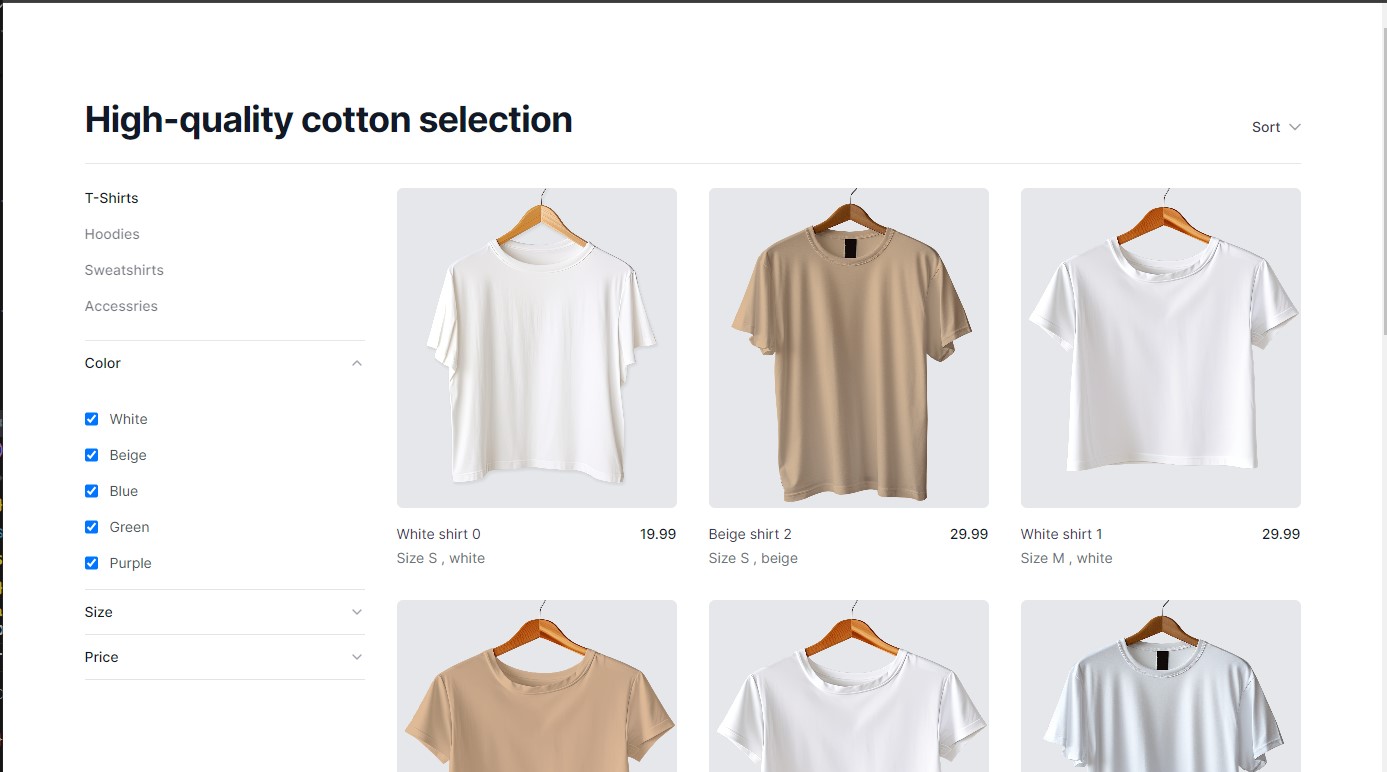 High-quality cotton selection
Sort
T-Shirts
Hoodies
Sweatshirts
Accessries
Color
White
Beige
Blue
Green
Purple
Size
Price
White shirt 0 19.99
Size S , white
Beige shirt 2 29.99
Size S , beige
White shirt 1 29.99
Size M , white